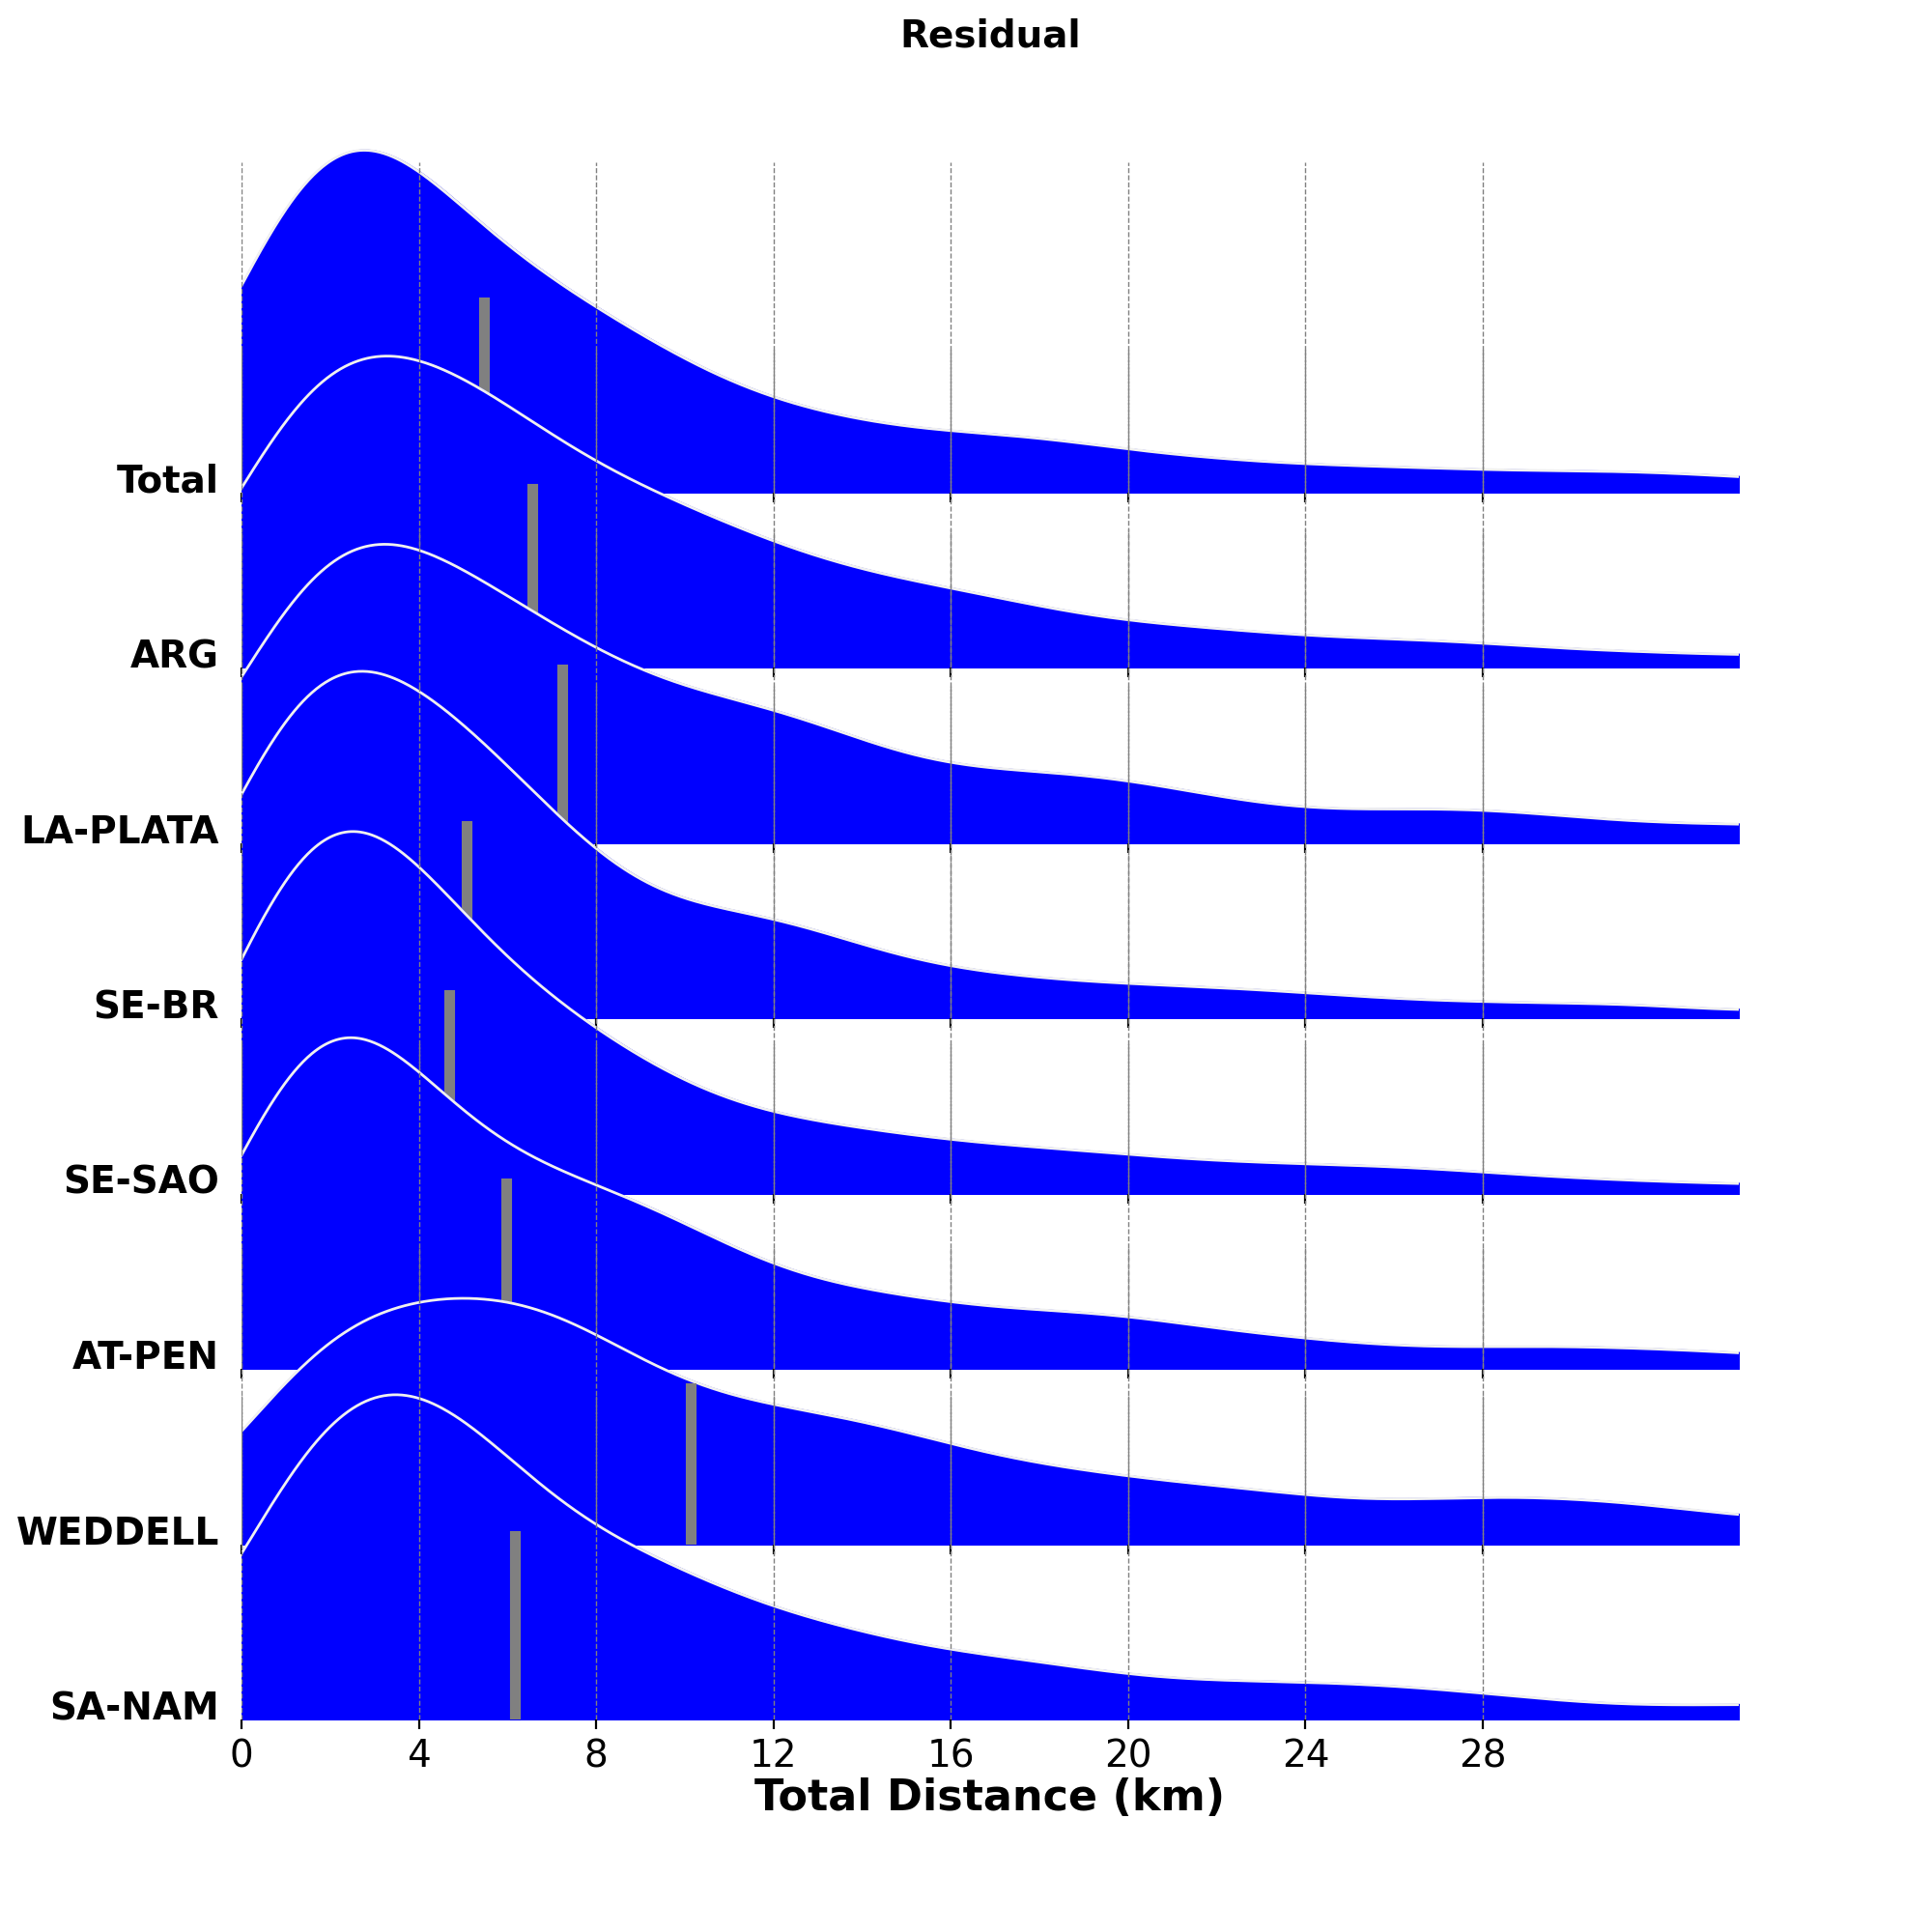 Residual
Total
ARG
LA-PLATA
SE-BR
SE-SAO
AT-PEN
WEDDELL
SA-NAM
0 4 8 12 16 20 24 28
Total Distance (km)